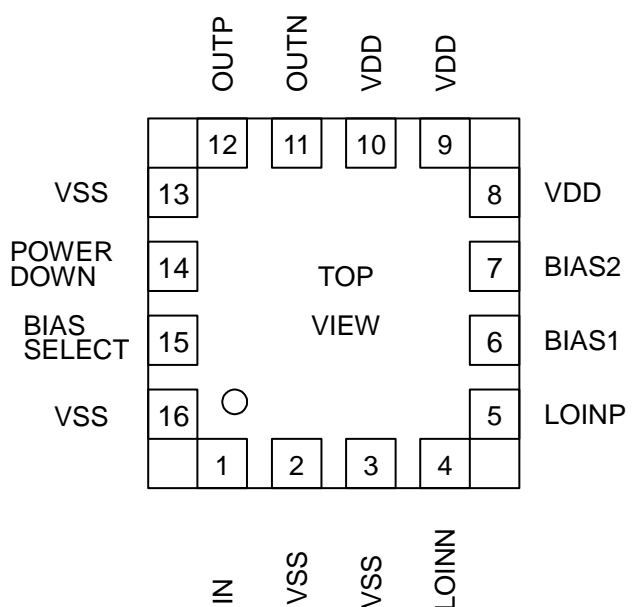 OUTP
OUTN
VDD
VDD
12
11
10
9
VSS
13
8
VDD
POWER
DOWN
14
TOP
VIEW
7
BIAS2
BIAS
SELECT
15
6
BIAS1
VSS
16
5
LOINP
1
2
3
4
IN
VSS
VSS
LOINN